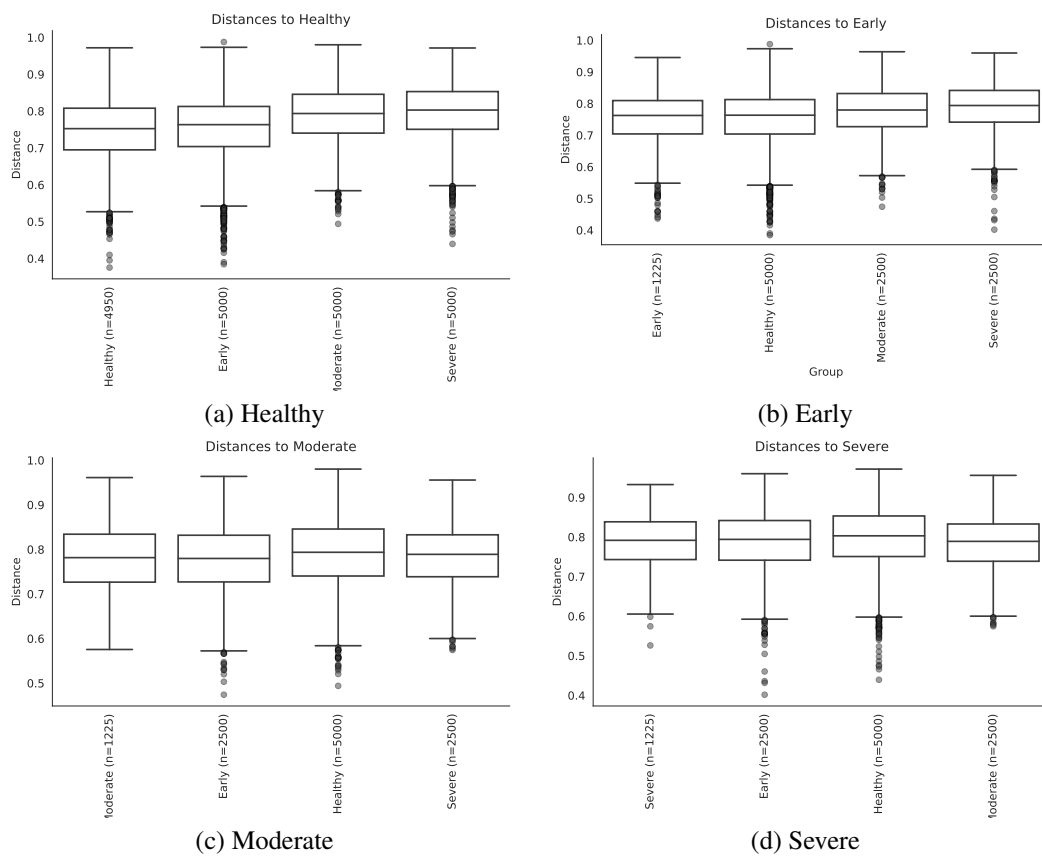 Distances to Healthy
1.0
0.9
0.8
0.7
0.6
0.5
0.4
Distance
Healthy (n=4950)
Early (n=5000)
oderate (n=5000)
Severe (n=5000)
(a) Healthy
Distances to Early
1.0
0.9
0.8
0.7
0.6
0.5
0.4
Distance
Early (n=1225)
Healthy (n=5000)
Moderate (n=2500)
Severe (n=2500)
Group
(b) Early
Distances to Moderate
1.0
0.9
0.8
0.7
0.6
0.5
Distance
oderate (n=1225)
Early (n=2500)
Healthy (n=5000)
Severe (n=2500)
(c) Moderate
Distances to Severe
0.9
0.8
0.7
0.6
0.5
0.4
Distance
Severe (n=1225)
Early (n=2500)
Healthy (n=5000)
oderate (n=2500)
(d) Severe